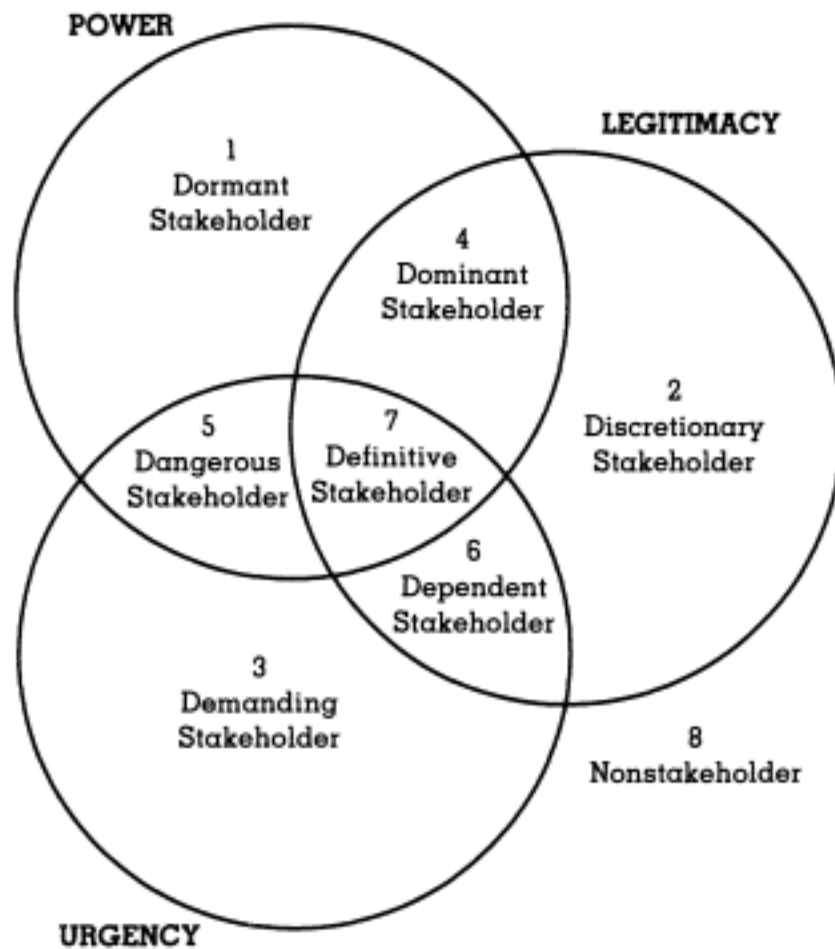 POWER
LEGITIMACY
1
Dormant
Stakeholder
4
Dominant
Stakeholder
2
Discretionary
Stakeholder
5
Dangerous
Stakeholder
7
Definitive
Stakeholder
6
Dependent
Stakeholder
3
Demanding
Stakeholder
8
Nonstakeholder
URGENCY